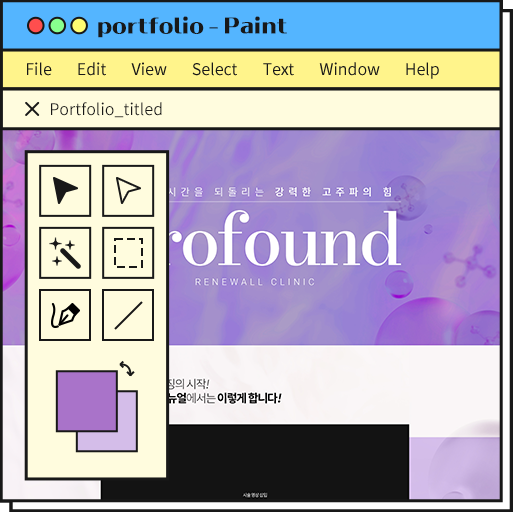 portfolio - Paint
File Edit View Select Text Window Help
Portfolio_titled
시간을 되돌리는 강력한 고주파의 힘
rofound
RENEWALL CLINIC
징의 시작!
뉴얼에서는 이렇게 합니다!
시술 영상 삽입